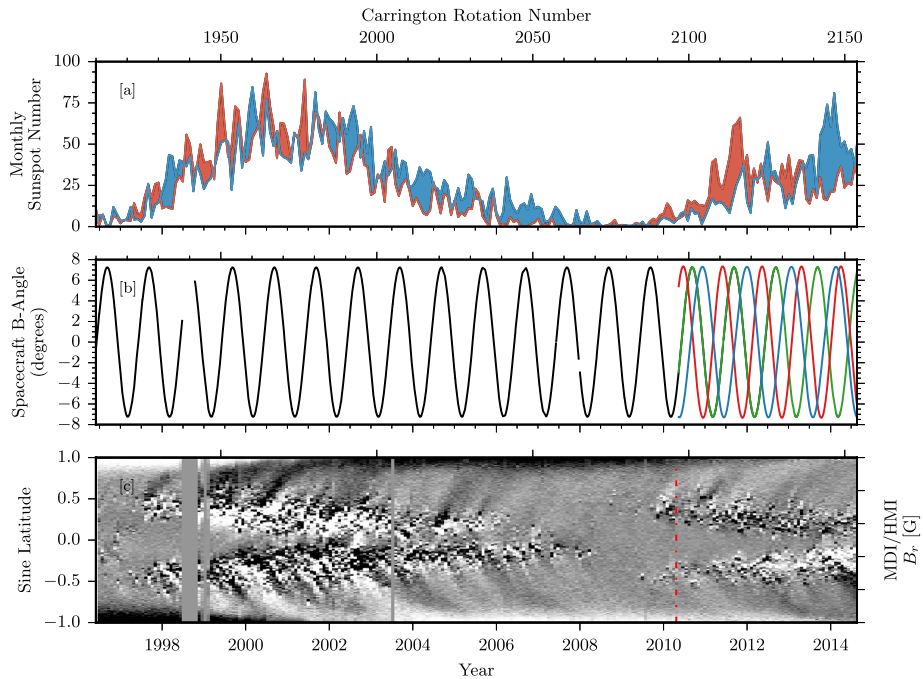 Carrington Rotation Number
1950 2000 2050 2100 2150
[a]
Monthly
Sunspot Number
100
75
50
25
0
[b]
Spacecraft B-Angle
(degrees)
8
6
4
2
0
−2
−4
−6
−8
[c]
Sine Latitude
1.0
0.5
0.0
−0.5
−1.0
MDI/HMI
Br [G]
1998 2000 2002 2004 2006 2008 2010 2012 2014
Year